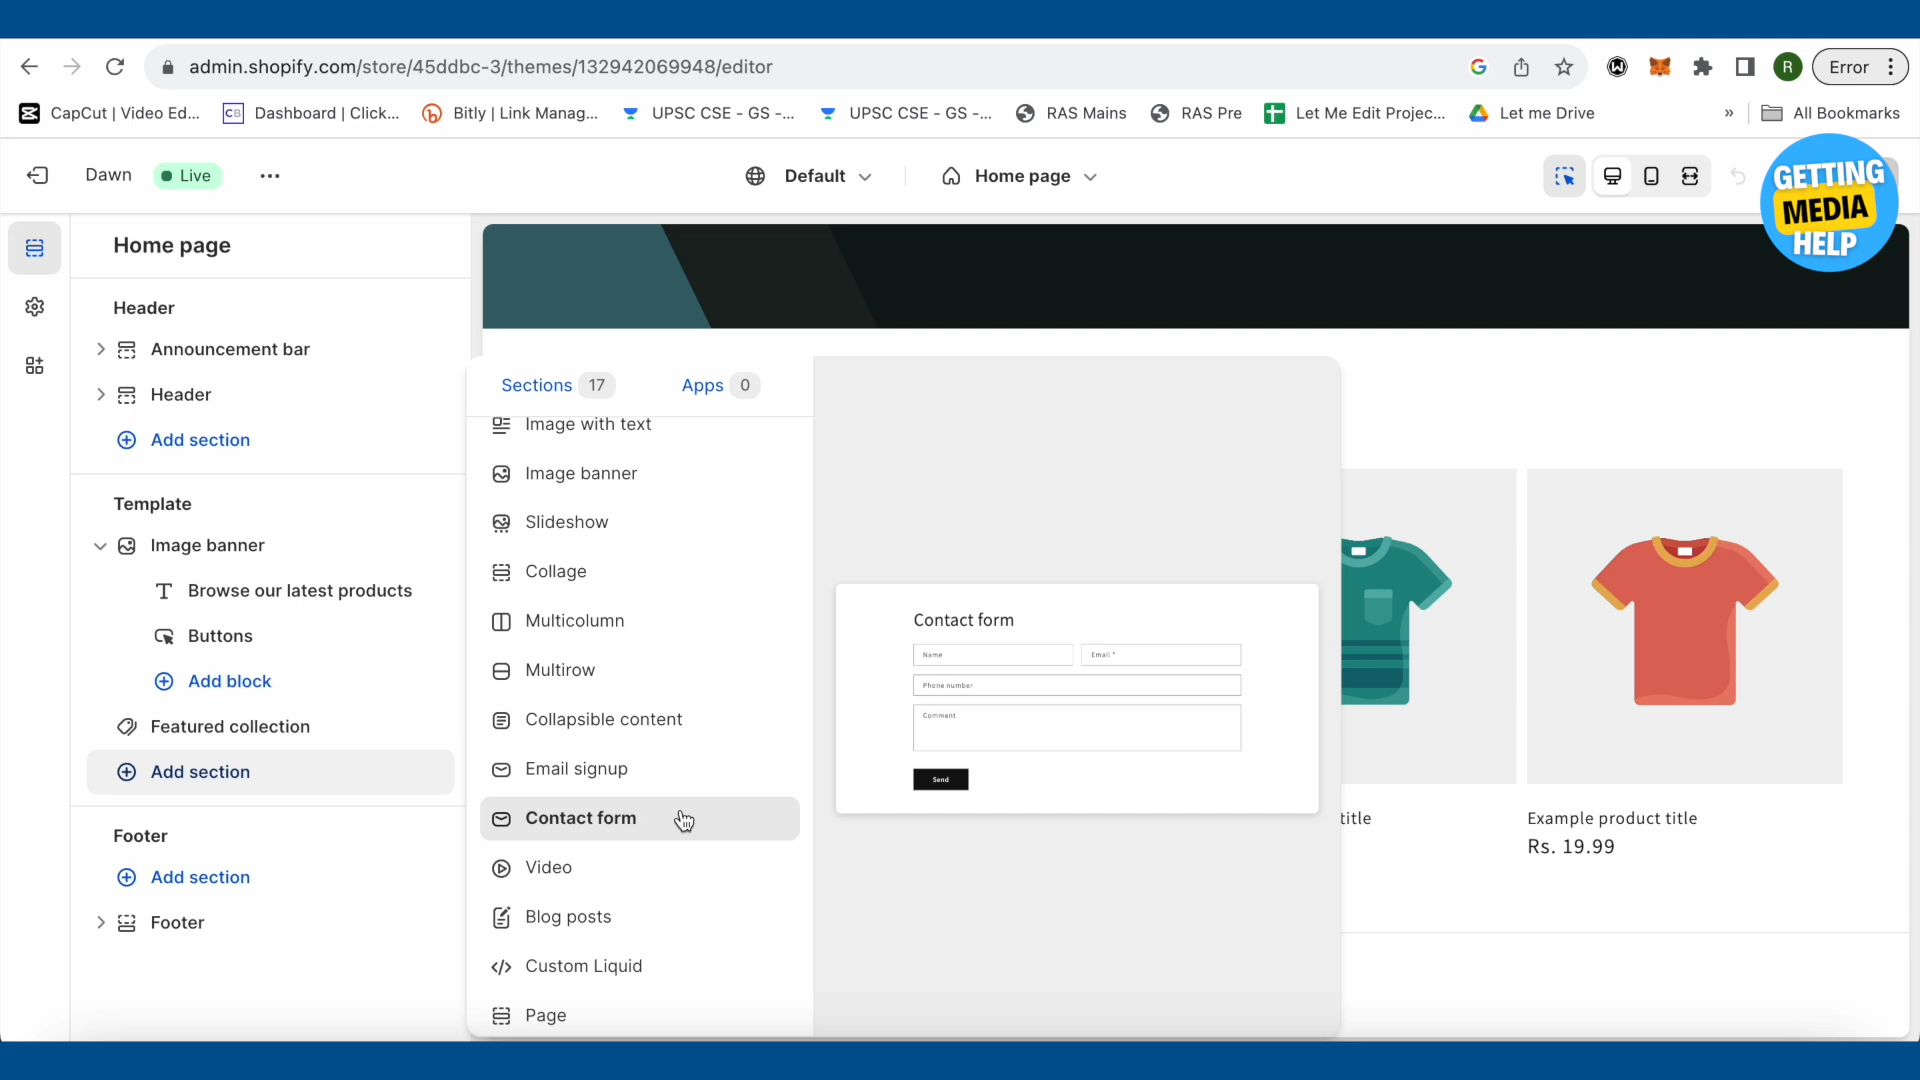 admin.shopify.com/store/45ddbc-3/themes/132942069948/editor
R
Error
CapCut | Video Ed...
CB
Dashboard | Click...
Bitly | Link Manag...
UPSC CSE - GS -...
UPSC CSE - GS -...
RAS Mains
RAS Pre
Let Me Edit Projec...
Let me Drive
»
All Bookmarks
Dawn
Live
Default
Home page
GETTING
MEDIA
HELP
Home page
Header
Announcement bar
Header
Add section
Template
Image banner
Browse our latest products
Buttons
Add block
Featured collection
Add section
Footer
Add section
Footer
Sections 17
Apps 0
Image with text
Image banner
Slideshow
Collage
Multicolumn
Multirow
Collapsible content
Email signup
Contact form
Video
Blog posts
Custom Liquid
Page
Contact form
Name
Email *
Phone number
Comment
Send
title
Example product title
Rs. 19.99